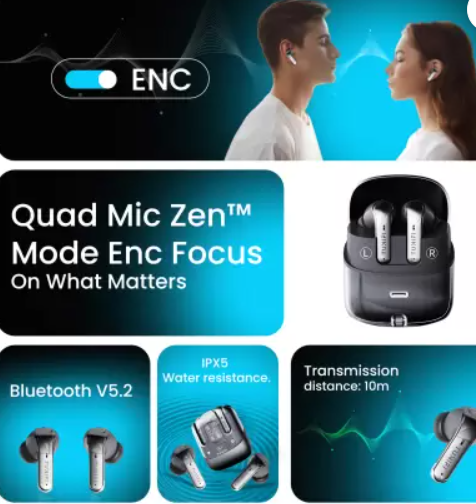 ENC
Quad Mic Zen™
Mode Enc Focus
On What Matters
L
R
Bluetooth V5.2
IPX5
Water resistance.
Transmission
distance: 10m